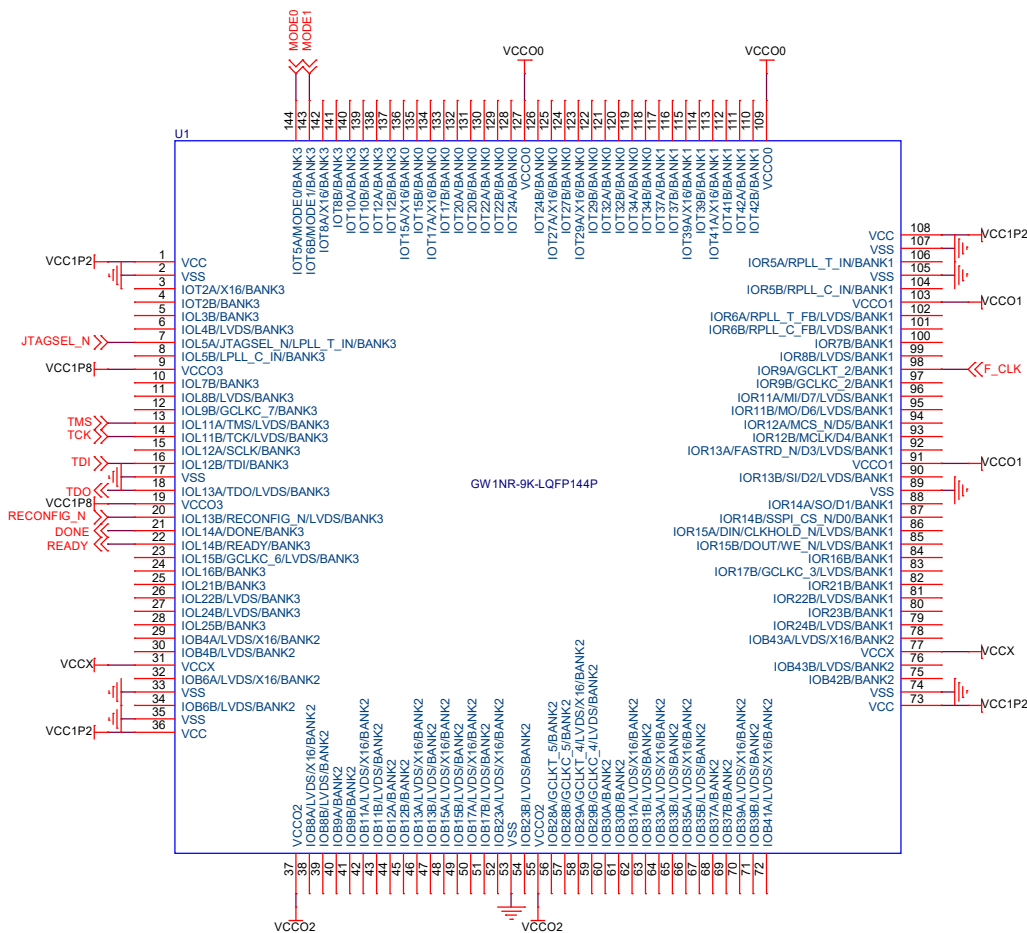 MODE0
MODE1
VCCO0
VCCO0
144
143
142
141
140
139
138
137
136
135
134
133
132
131
130
129
128
127
126
125
124
123
122
121
120
119
118
117
116
115
114
113
112
111
110
109
U1
IOT5A/MODE0/BANK3
IOT6B/MODE1/BANK3
IOT8A/X16/BANK3
IOT8B/BANK3
IOT10A/BANK3
IOT10B/BANK3
IOT12A/BANK3
IOT12B/BANK3
IOT15A/X16/BANK0
IOT15B/BANK0
IOT17A/X16/BANK0
IOT17B/BANK0
IOT20A/BANK0
IOT20B/BANK0
IOT22A/BANK0
IOT22B/BANK0
IOT24A/BANK0
VCCO0
IOT24B/BANK0
IOT27A/X16/BANK0
IOT27B/BANK0
IOT29A/X16/BANK0
IOT29B/BANK0
IOT32A/BANK0
IOT32B/BANK0
IOT34A/BANK0
IOT34B/BANK0
IOT37A/BANK1
IOT37B/BANK1
IOT39A/X16/BANK1
IOT39B/BANK1
IOT41A/X16/BANK1
IOT41B/BANK1
IOT42A/BANK1
IOT42B/BANK1
VCCO0
VCC1P2 1 VCC
2 VSS
3 IOT2A/X16/BANK3
4 IOT2B/BANK3
5 IOL3B/BANK3
6 IOL4B/LVDS/BANK3
JTAGSEL_N 7 IOL5A/JTAGSEL_N/LPLL_T_IN/BANK3
8 IOL5B/LPLL_C_IN/BANK3
VCC1P8 9 VCCO3
10 IOL7B/BANK3
11 IOL8B/LVDS/BANK3
12 IOL9B/GCLKC_7/BANK3
TMS 13 IOL11A/TMS/LVDS/BANK3
TCK 14 IOL11B/TCK/LVDS/BANK3
15 IOL12A/SCLK/BANK3
TDI 16 IOL12B/TDI/BANK3
17 VSS
TDO 18 IOL13A/TDO/LVDS/BANK3
VCC1P8 19 VCCO3
RECONFIG_N 20 IOL13B/RECONFIG_N/LVDS/BANK3
DONE 21 IOL14A/DONE/BANK3
READY 22 IOL14B/READY/BANK3
23 IOL15B/GCLKC_6/LVDS/BANK3
24 IOL16B/BANK3
25 IOL21B/BANK3
26 IOL22B/LVDS/BANK3
27 IOL24B/LVDS/BANK3
28 IOL25B/BANK3
29 IOB4A/LVDS/X16/BANK2
30 IOB4B/LVDS/BANK2
VCCX 31 VCCX
32 IOB6A/LVDS/X16/BANK2
33 VSS
34 IOB6B/LVDS/BANK2
35 VSS
VCC1P2 36 VCC
GW1NR-9K-LQFP144P
VCC 108 VCC1P2
VSS 107
IOR5A/RPLL_T_IN/BANK1 106
VSS 105
IOR5B/RPLL_C_IN/BANK1 104
VCCO1 103 VCCO1
IOR6A/RPLL_T_FB/LVDS/BANK1 102
IOR6B/RPLL_C_FB/LVDS/BANK1 101
IOR7B/BANK1 100
IOR8B/LVDS/BANK1 99
IOR9A/GCLKT_2/BANK1 98 F_CLK
IOR9B/GCLKC_2/BANK1 97
IOR11A/MI/D7/LVDS/BANK1 96
IOR11B/MO/D6/LVDS/BANK1 95
IOR12A/MCS_N/D5/BANK1 94
IOR12B/MCLK/D4/BANK1 93
IOR13A/FASTRD_N/D3/LVDS/BANK1 92
VCCO1 91 VCCO1
IOR13B/SI/D2/LVDS/BANK1 90
VSS 89
IOR14A/SO/D1/BANK1 88
IOR14B/SSPI_CS_N/D0/BANK1 87
IOR15A/DIN/CLKHOLD_N/LVDS/BANK1 86
IOR15B/DOUT/WE_N/LVDS/BANK1 85
IOR16B/BANK1 84
IOR17B/GCLKC_3/LVDS/BANK1 83
IOR21B/BANK1 82
IOR22B/LVDS/BANK1 81
IOR23B/BANK1 80
IOR24B/LVDS/BANK1 79
IOB43A/LVDS/X16/BANK2 78
VCCX 77 VCCX
IOB43B/LVDS/BANK2 76
IOB42B/BANK2 75
VSS 74
VCC 73 VCC1P2
VCCO2
IOB8A/LVDS/X16/BANK2
IOB8B/LVDS/BANK2
IOB9A/BANK2
IOB9B/BANK2
IOB11A/LVDS/X16/BANK2
IOB11B/LVDS/BANK2
IOB12A/BANK2
IOB12B/BANK2
IOB13A/LVDS/X16/BANK2
IOB13B/LVDS/BANK2
IOB15A/LVDS/X16/BANK2
IOB15B/LVDS/BANK2
IOB17A/LVDS/X16/BANK2
IOB17B/LVDS/BANK2
IOB23A/LVDS/X16/BANK2
VSS
IOB23B/LVDS/BANK2
VCCO2
IOB28A/GCLKT_5/BANK2
IOB28B/GCLKC_5/BANK2
IOB29A/GCLKT_4/LVDS/X16/BANK2
IOB29B/GCLKC_4/LVDS/BANK2
IOB30A/BANK2
IOB30B/BANK2
IOB31A/LVDS/X16/BANK2
IOB31B/LVDS/BANK2
IOB33A/LVDS/X16/BANK2
IOB33B/LVDS/BANK2
IOB35A/LVDS/X16/BANK2
IOB35B/LVDS/BANK2
IOB37A/BANK2
IOB37B/BANK2
IOB39A/LVDS/X16/BANK2
IOB39B/LVDS/BANK2
IOB41A/LVDS/X16/BANK2
37
38
39
40
41
42
43
44
45
46
47
48
49
50
51
52
53
54
55
56
57
58
59
60
61
62
63
64
65
66
67
68
69
70
71
72
VCCO2
VCCO2